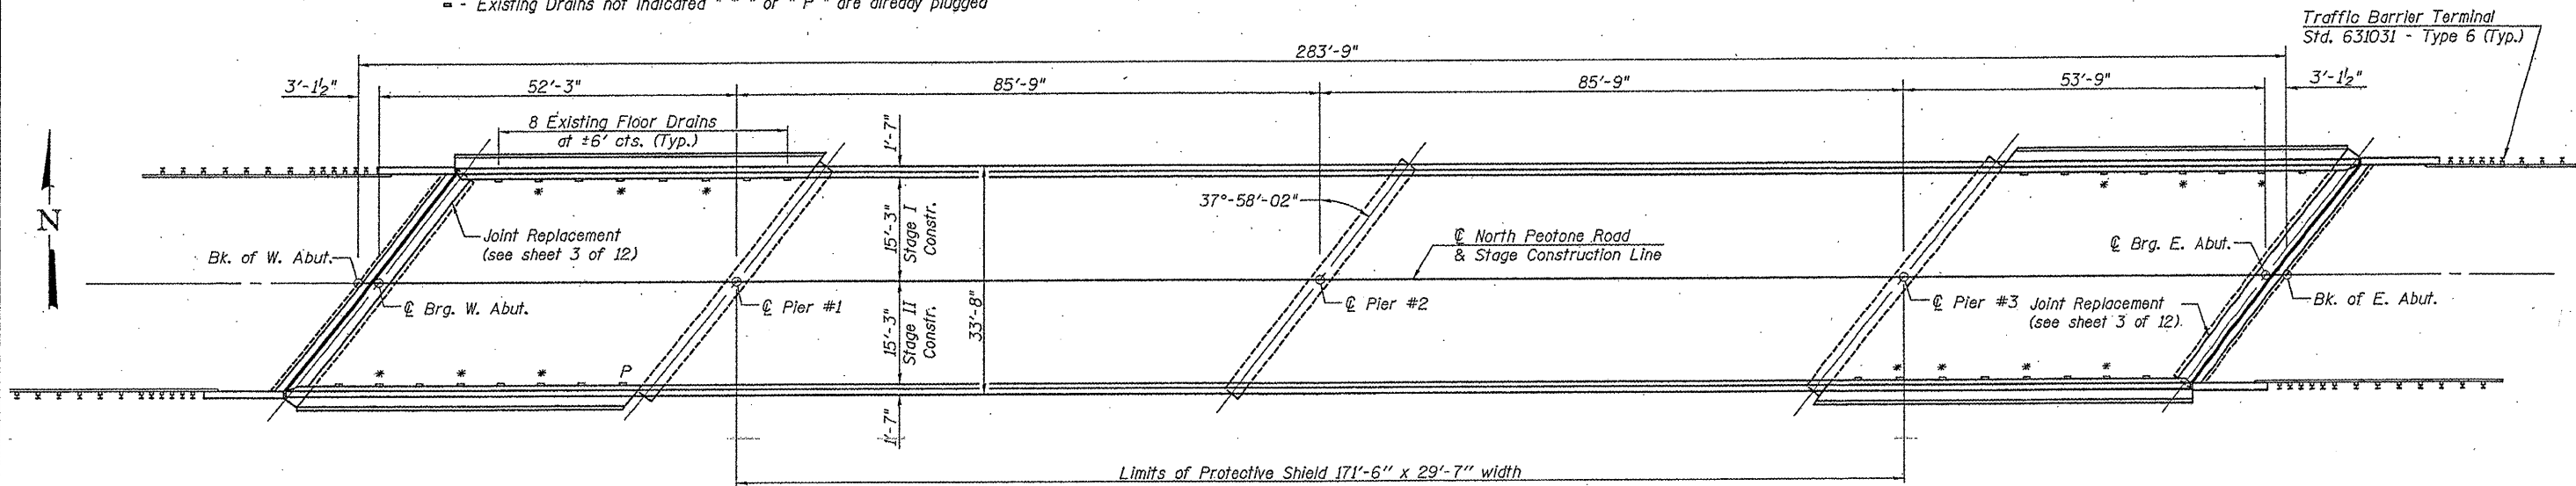 ▭ - Existing Drains not indicated " * " or " P " are already plugged
Traffic Barrier Terminal
Std. 631031 - Type 6 (Typ.)
283'-9"
3'-1½"
52'-3"
85'-9"
85'-9"
53'-9"
3'-1½"
8 Existing Floor Drains
at ±6' cts. (Typ.)
1'-7"
* * *
* * *
N
15'-3"
Stage I
Constr.
37°-58'-02"
Joint Replacement
(see sheet 3 of 12)
℄ North Peotone Road
& Stage Construction Line
Bk. of W. Abut.
℄ Brg. E. Abut.
℄ Brg. W. Abut.
℄ Pier #1
℄ Pier #2
℄ Pier #3
Joint Replacement
(see sheet 3 of 12).
Bk. of E. Abut.
15'-3"
Stage II
Constr.
33'-8"
* * * P
* * * *
1'-7"
Limits of Protective Shield 171'-6" x 29'-7" width